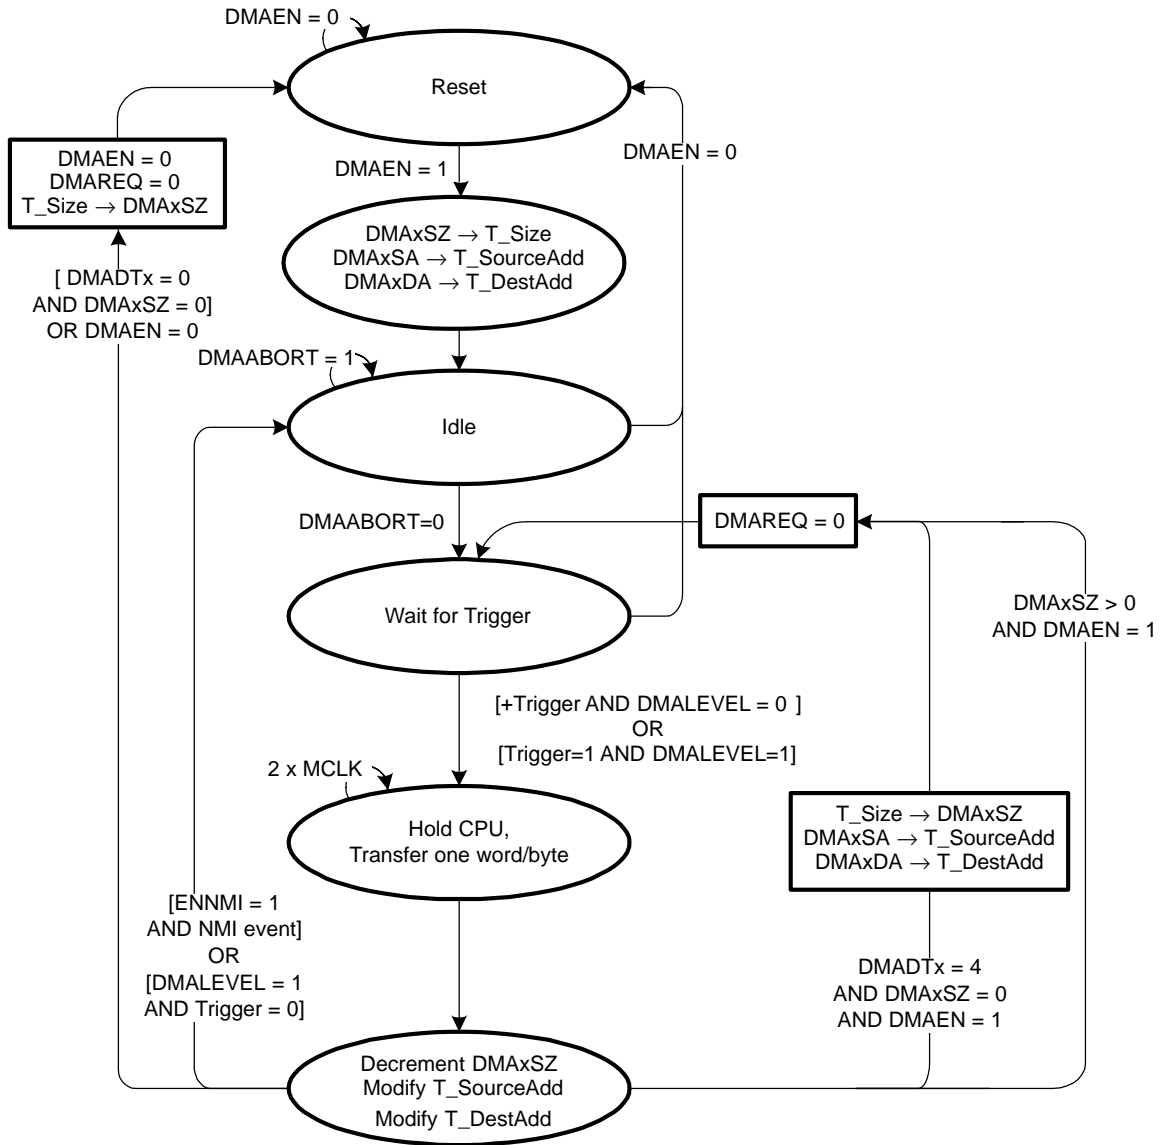 DMAEN = 0
Reset
DMAEN = 0
DMAREQ = 0
T_Size → DMAxSZ
DMAEN = 1
DMAEN = 0
DMAxSZ → T_Size
DMAxSA → T_SourceAdd
DMAxDA → T_DestAdd
[ DMADTx = 0
AND DMAxSZ = 0]
OR DMAEN = 0
DMAABORT = 1
Idle
DMAABORT=0
DMAREQ = 0
Wait for Trigger
DMAxSZ > 0
AND DMAEN = 1
[+Trigger AND DMALEVEL = 0 ]
OR
[Trigger=1 AND DMALEVEL=1]
2 x MCLK
Hold CPU,
Transfer one word/byte
T_Size → DMAxSZ
DMAxSA → T_SourceAdd
DMAxDA → T_DestAdd
[ENNMI = 1
AND NMI event]
OR
[DMALEVEL = 1
AND Trigger = 0]
DMADTx = 4
AND DMAxSZ = 0
AND DMAEN = 1
Decrement DMAxSZ
Modify T_SourceAdd
Modify T_DestAdd